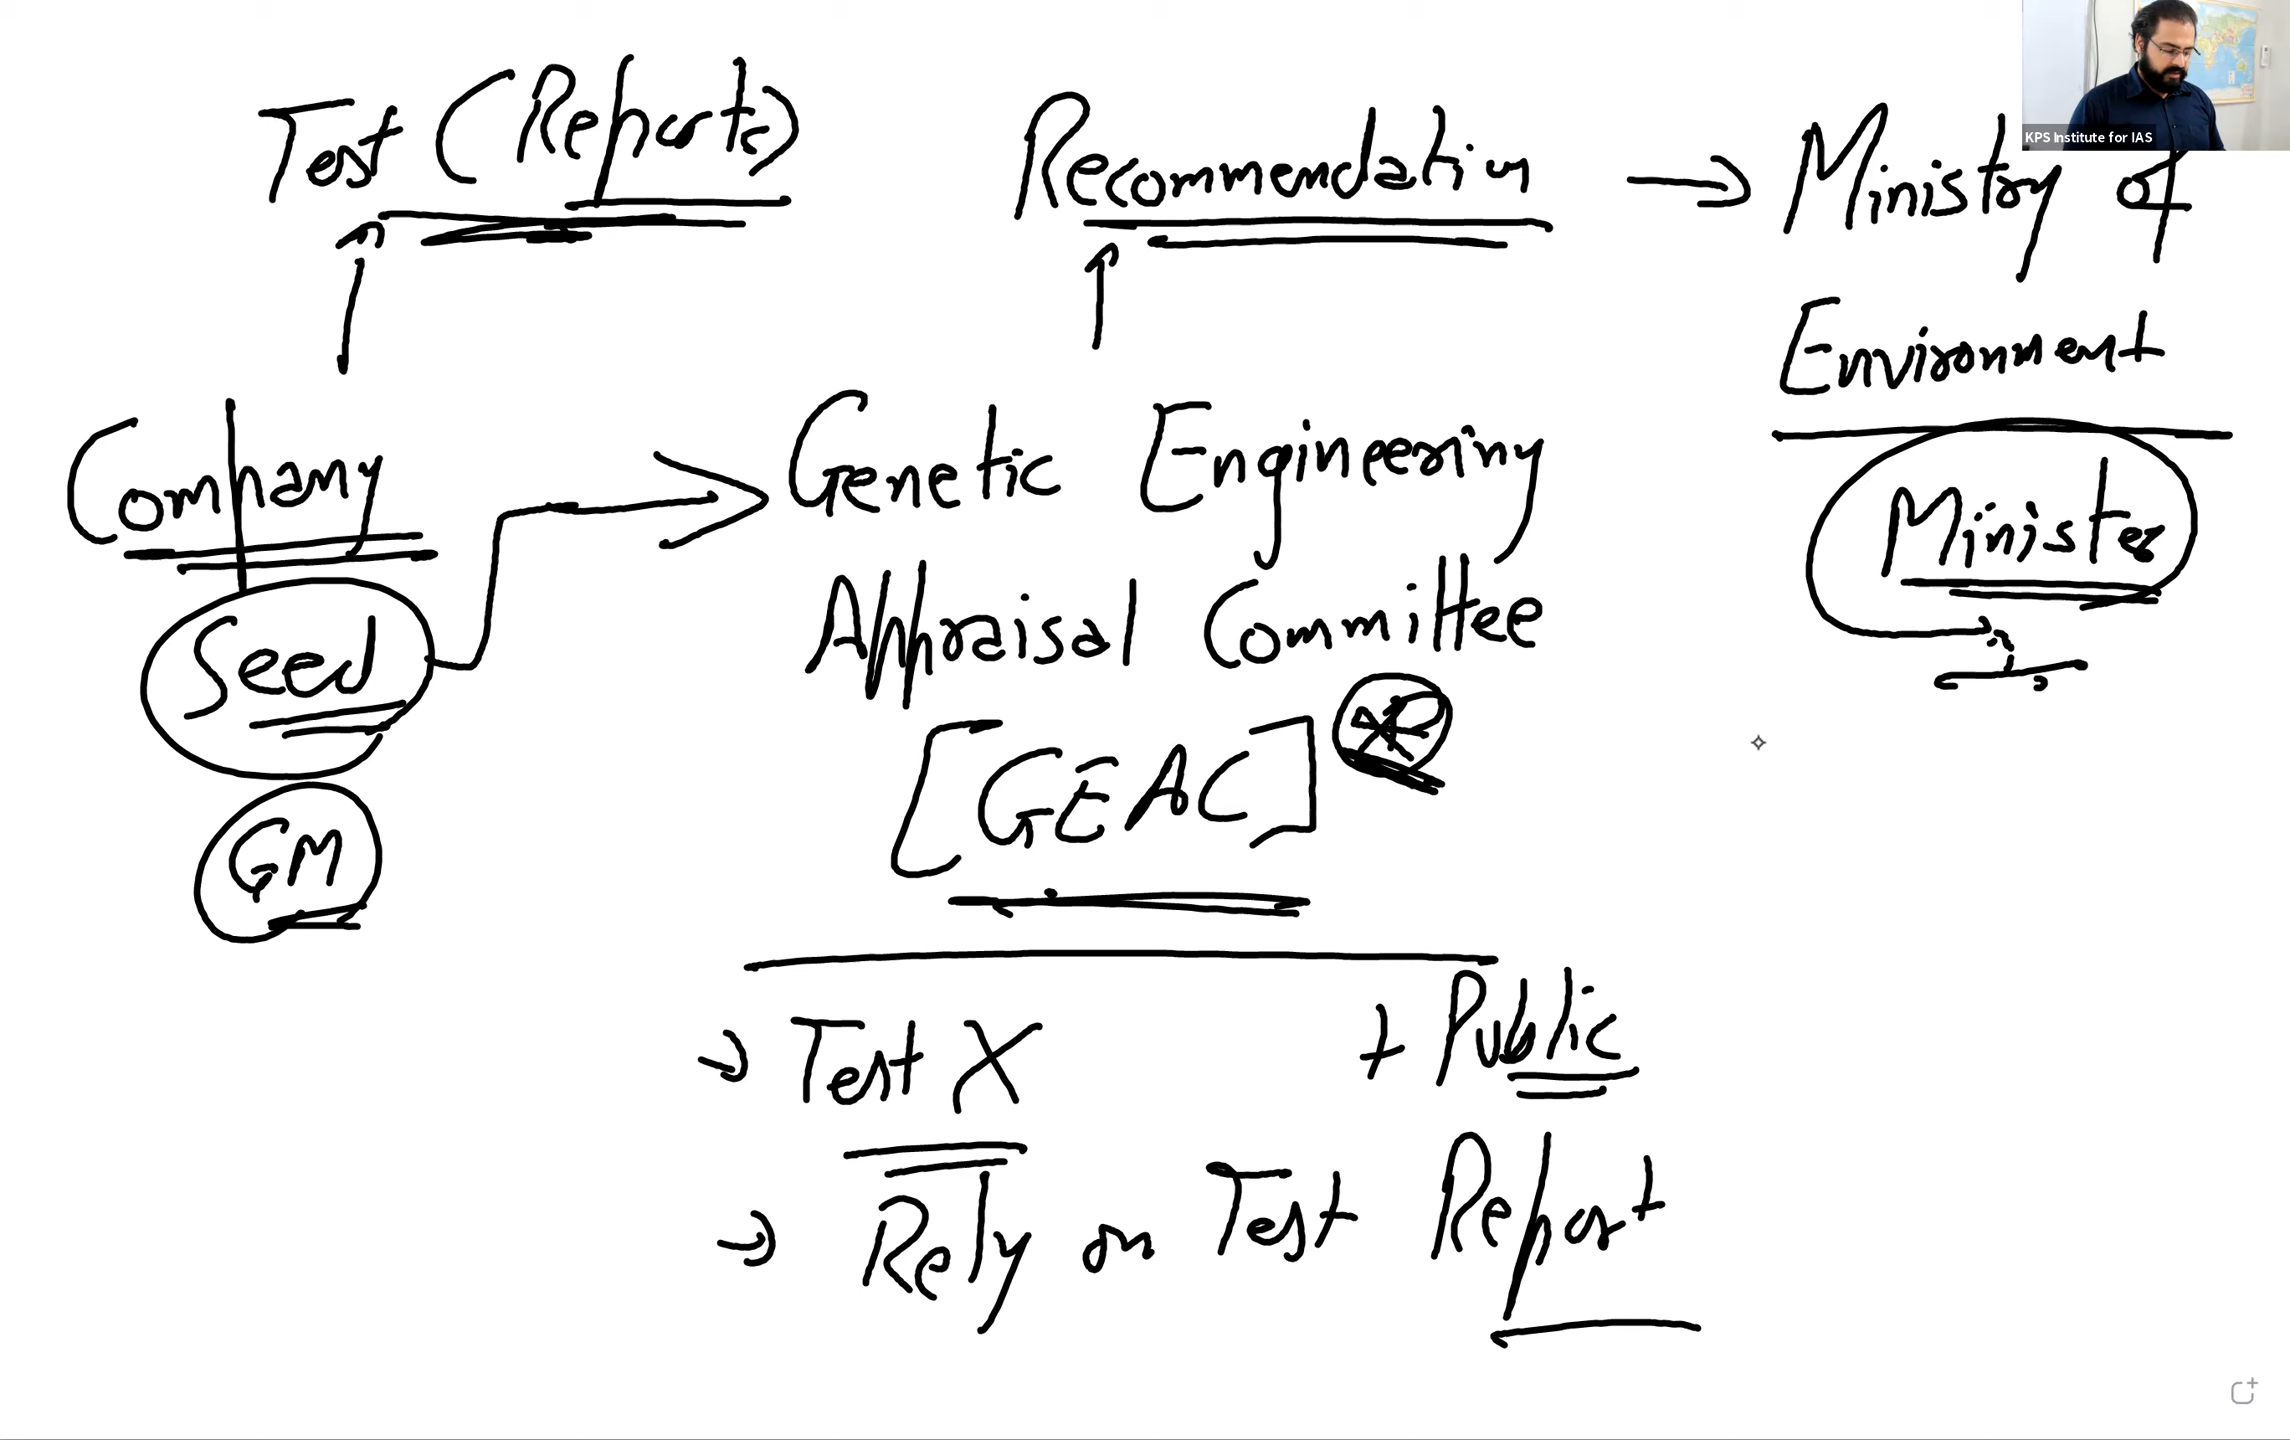 Test (Reports)
Recommendation → Ministry of
Environment
Minister
KPS Institute for IAS
Company
Seed
GM
Genetic Engineering
Appraisal Committee
[GEAC]
→ Test X
+ Public
→ Rely on Test Report